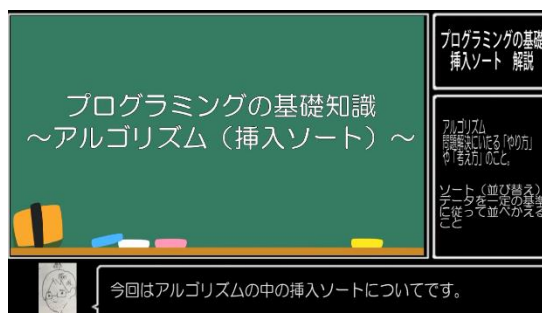 プログラミングの基礎知識
～アルゴリズム（挿入ソート）～
プログラミングの基礎
挿入ソート 解説
アルゴリズム
問題解決にいたる「やり方」
や「考え方」のこと。
ソート（並び替え）
データを一定の基準
に従って並べかえる
こと
今回はアルゴリズムの中の挿入ソートについてです。